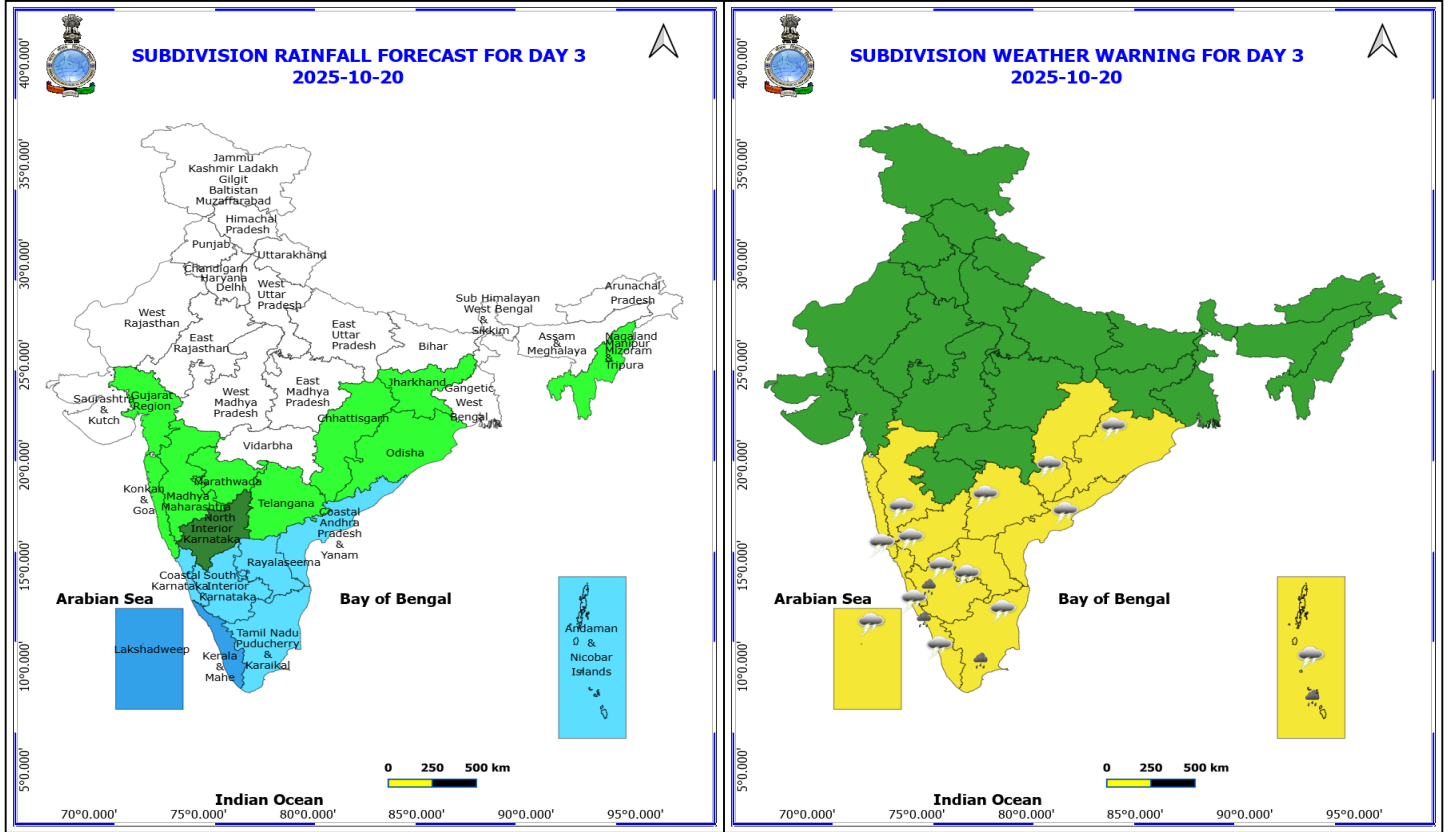 SUBDIVISION RAINFALL FORECAST FOR DAY 3
2025-10-20
40°0.000'
35°0.000'
30°0.000'
25°0.000'
20°0.000'
15°0.000'
10°0.000'
5°0.000'
Jammu
Kashmir Ladakh
Gilgit
Baltistan
Muzaffarabad
Himachal
Pradesh
Punjab
Uttarakhand
Chandigarh
Haryana
Delhi
West
Uttar
Pradesh
Arunachal
Pradesh
Sub Himalayan
West Bengal
&
Sikkim
West
Rajasthan
East
Rajasthan
East
Uttar
Pradesh
Bihar
Assam
&
Meghalaya
Nagaland
Manipur
Mizoram
&
Tripura
Saurashtra
&
Kutch
Gujarat
Region
West
Madhya
Pradesh
East
Madhya
Pradesh
Jharkhand
Gangetic
West
Bengal
Chhattisgarh
Vidarbha
Odisha
Konkan
&
Goa
Madhya
Maharashtra
Marathwada
Telangana
North
Interior
Karnataka
Coastal
Andhra
Pradesh
&
Yanam
Rayalaseema
Coastal
Karnataka
South
Interior
Karnataka
Arabian Sea
Bay of Bengal
Lakshadweep
Kerala
&
Mahe
Tamil Nadu
Puducherry
&
Karaikal
Andaman
&
Nicobar
Islands
0 250 500 km
Indian Ocean
70°0.000' 75°0.000' 80°0.000' 85°0.000' 90°0.000' 95°0.000'
SUBDIVISION WEATHER WARNING FOR DAY 3
2025-10-20
40°0.000'
35°0.000'
30°0.000'
25°0.000'
20°0.000'
15°0.000'
10°0.000'
5°0.000'
Arabian Sea
Bay of Bengal
0 250 500 km
Indian Ocean
70°0.000' 75°0.000' 80°0.000' 85°0.000' 90°0.000' 95°0.000'